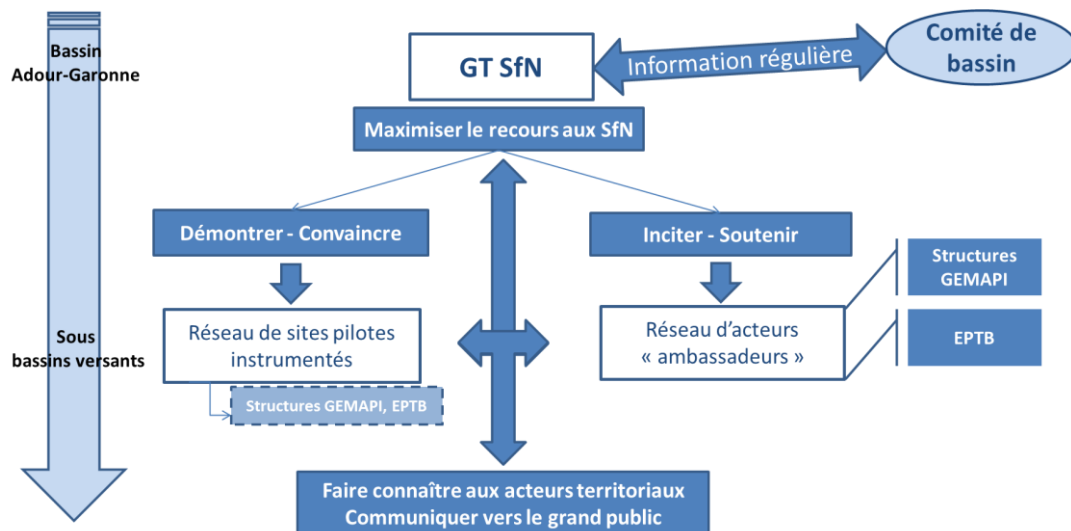 Bassin
Adour-Garonne
GT SfN
Information régulière
Comité de
bassin
Maximiser le recours aux SfN
Démontrer - Convaincre
Inciter - Soutenir
Structures
GEMAPI
Sous
bassins versants
Réseau de sites pilotes
instrumentés
Réseau d'acteurs
« ambassadeurs »
EPTB
Structures GEMAPI, EPTB
Faire connaître aux acteurs territoriaux
Communiquer vers le grand public